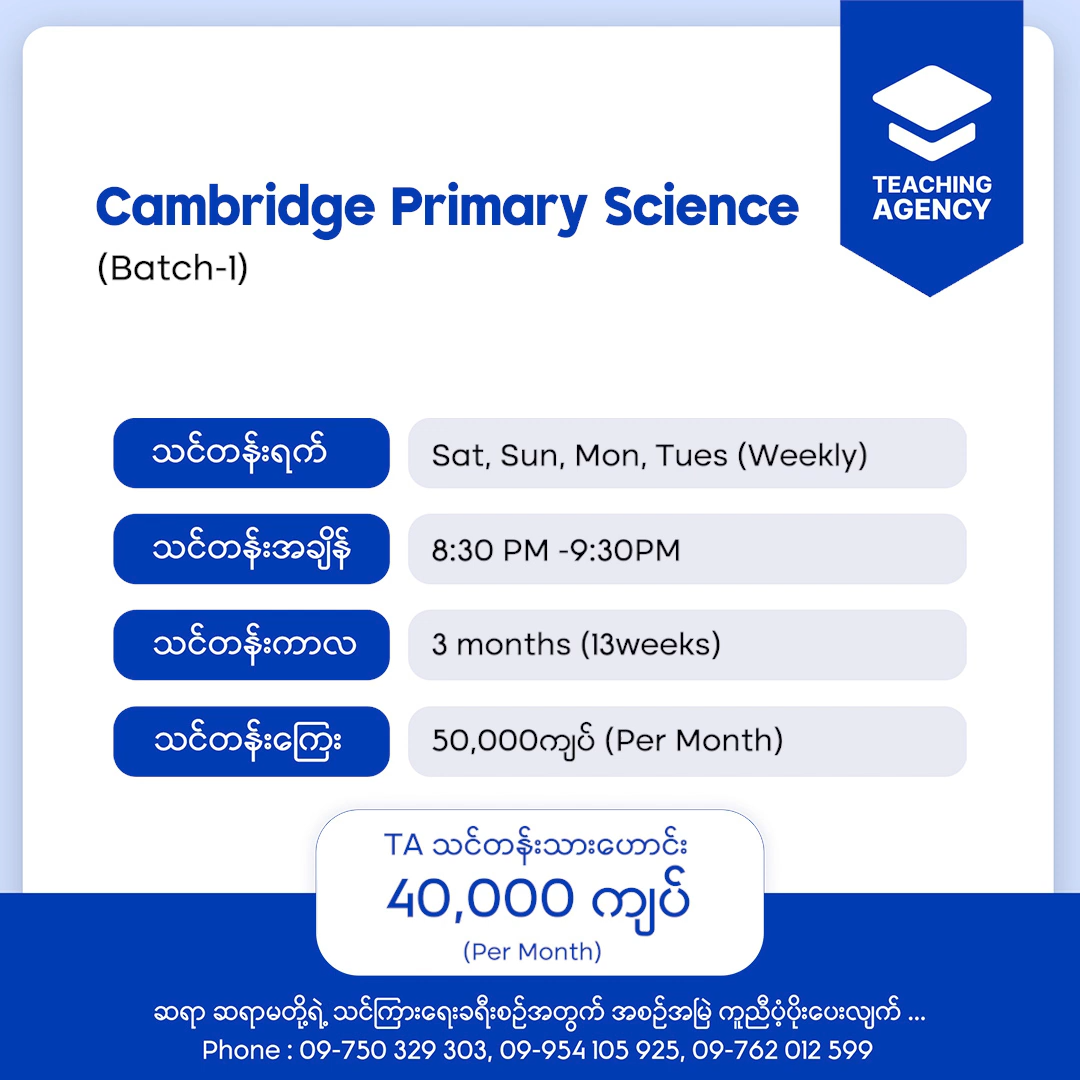 TEACHING
AGENCY
Cambridge Primary Science
(Batch-1)
သင်တန်းရက်
Sat, Sun, Mon, Tues (Weekly)
သင်တန်းအချိန်
8:30 PM -9:30PM
သင်တန်းကာလ
3 months (13weeks)
သင်တန်းကြေး
50,000ကျပ် (Per Month)
TA သင်တန်းသားဟောင်း
40,000 ကျပ်
(Per Month)
ဆရာ ဆရာမတို့ရဲ့ သင်ကြားရေးခရီးစဉ်အတွက် အစဉ်အမြဲ ကူညီပံ့ပိုးပေးလျက် ...
Phone : 09-750 329 303, 09-954 105 925, 09-762 012 599